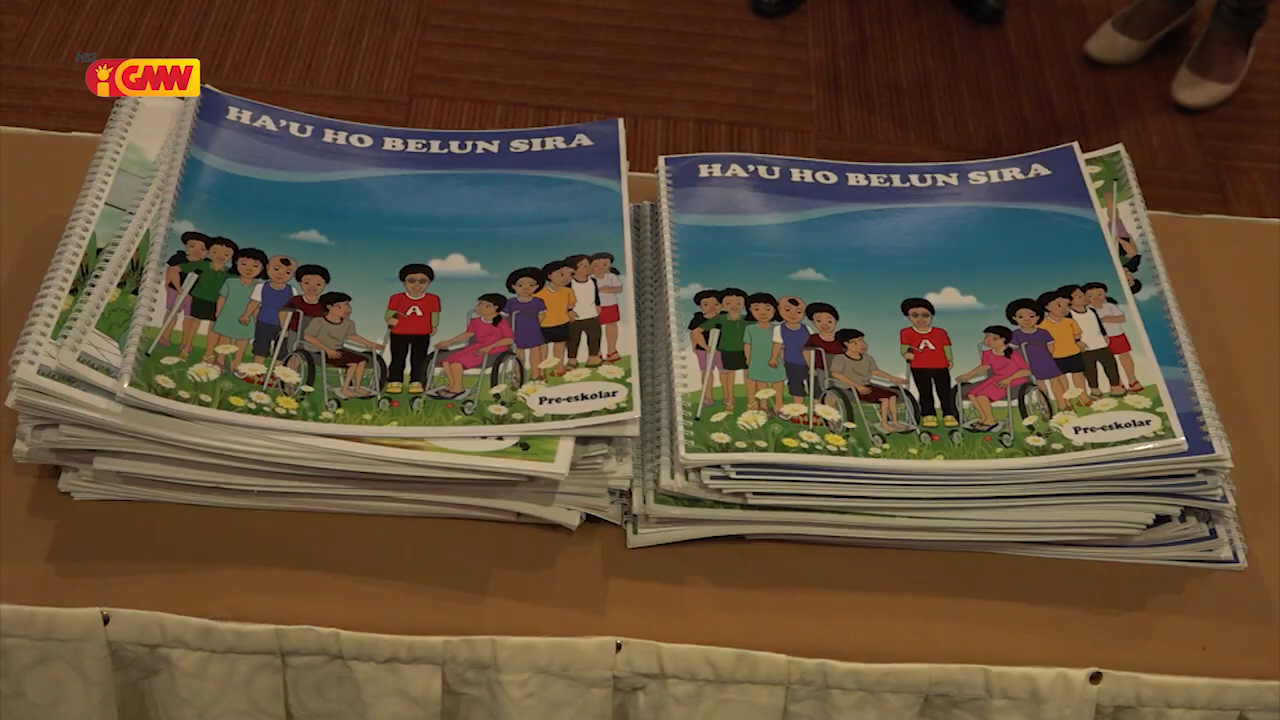 GMN
HA'U HO BELUN SIRA
A
Pre-eskolar
HA'U HO BELUN SIRA
A
Pre-eskolar